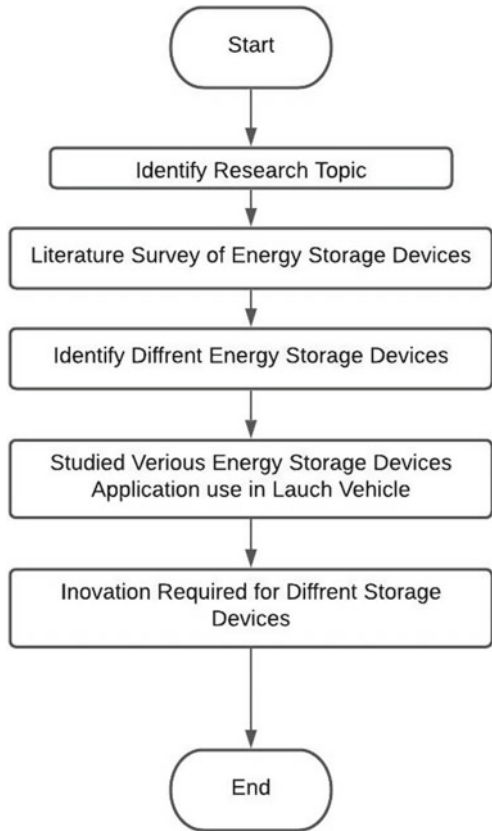 Start
Identify Research Topic
Literature Survey of Energy Storage Devices
Identify Diffrent Energy Storage Devices
Studied Verious Energy Storage Devices
Application use in Lauch Vehicle
Inovation Required for Diffrent Storage
Devices
End